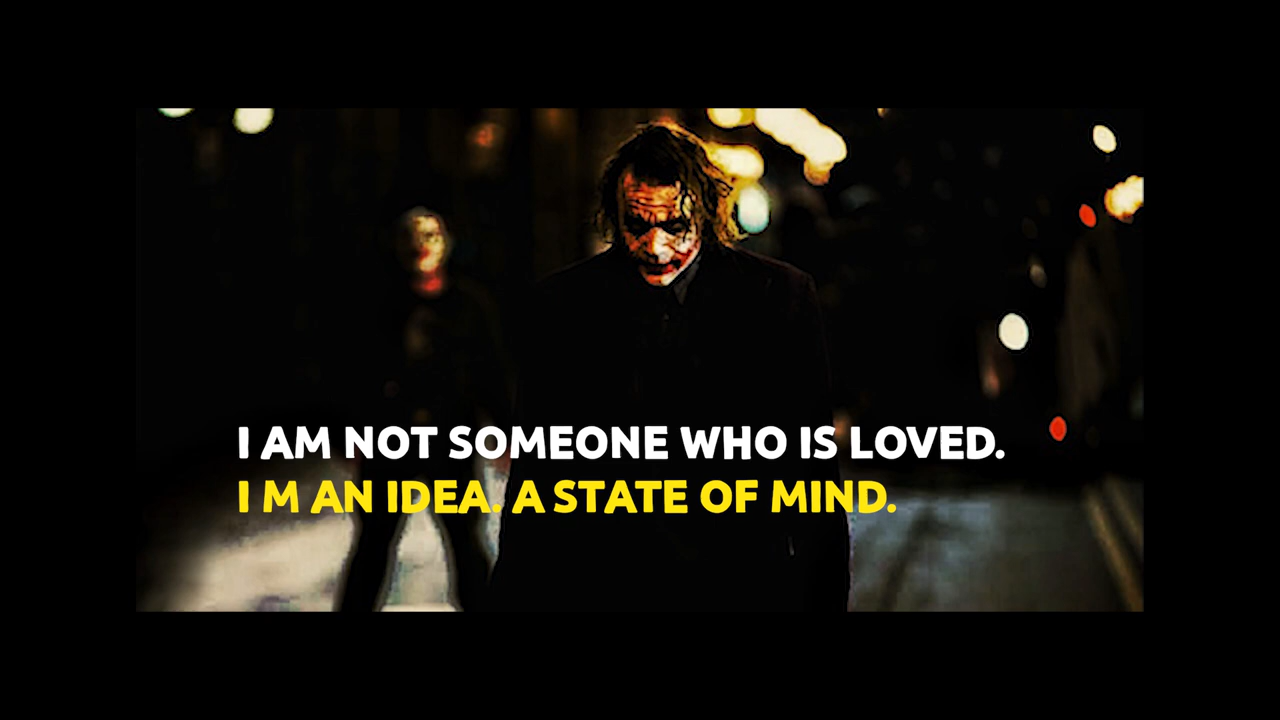 I AM NOT SOMEONE WHO IS LOVED.
I M AN IDEA. A STATE OF MIND.